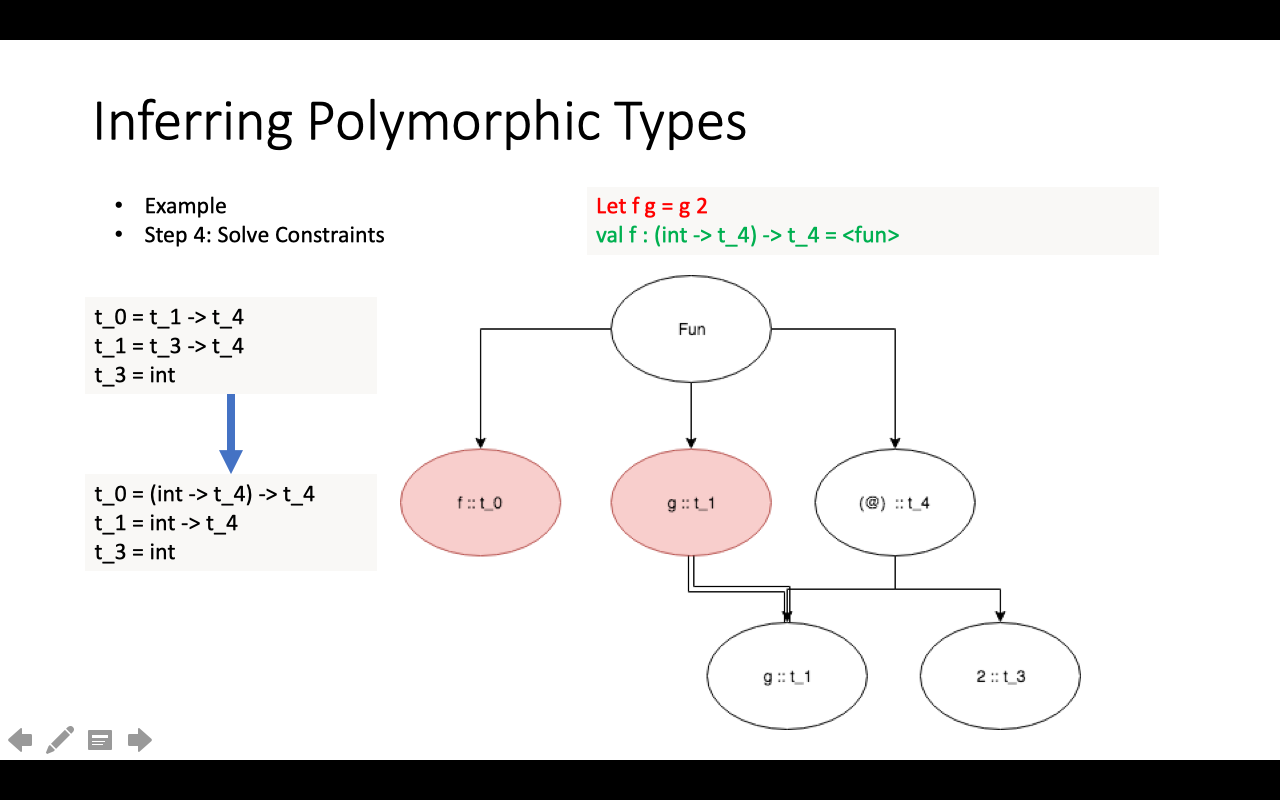 Inferring Polymorphic Types
• Example
• Step 4: Solve Constraints
Let f g = g 2
val f : (int -> t_4) -> t_4 = <fun>
t_0 = t_1 -> t_4
t_1 = t_3 -> t_4
t_3 = int
t_0 = (int -> t_4) -> t_4
t_1 = int -> t_4
t_3 = int
Fun
f :: t_0
g :: t_1
(@) :: t_4
g :: t_1
2 :: t_3